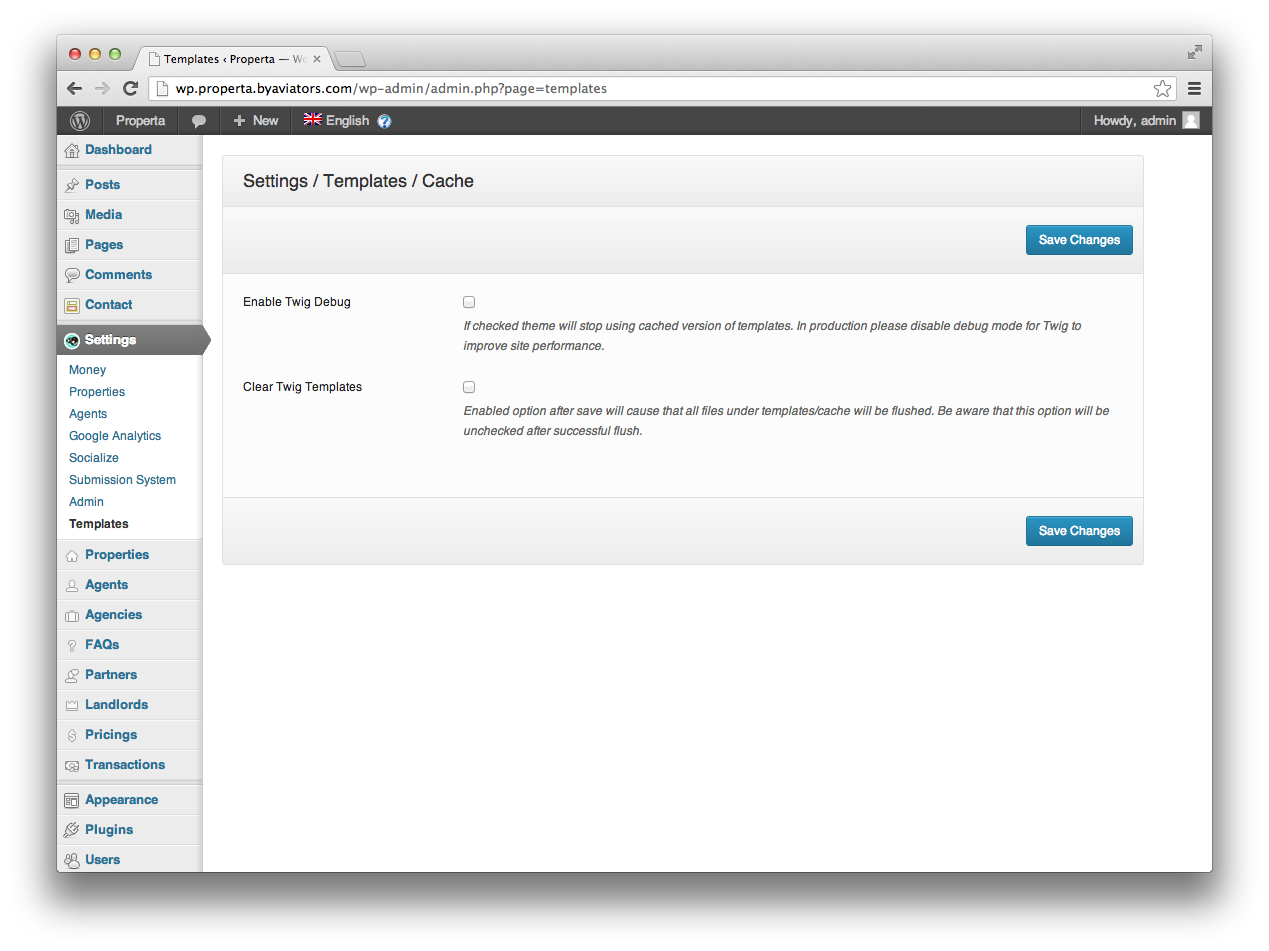 Templates ‹ Properta — Wo
wp.properta.byaviators.com/wp-admin/admin.php?page=templates
Properta
New
English
?
Howdy, admin
Dashboard
Posts
Media
Pages
Comments
Contact
Settings
Money
Properties
Agents
Google Analytics
Socialize
Submission System
Admin
Templates
Properties
Agents
Agencies
FAQs
Partners
Landlords
Pricings
Transactions
Appearance
Plugins
Users
Settings / Templates / Cache
Save Changes
Enable Twig Debug
If checked theme will stop using cached version of templates. In production please disable debug mode for Twig to
improve site performance.
Clear Twig Templates
Enabled option after save will cause that all files under templates/cache will be flushed. Be aware that this option will be
unchecked after successful flush.
Save Changes